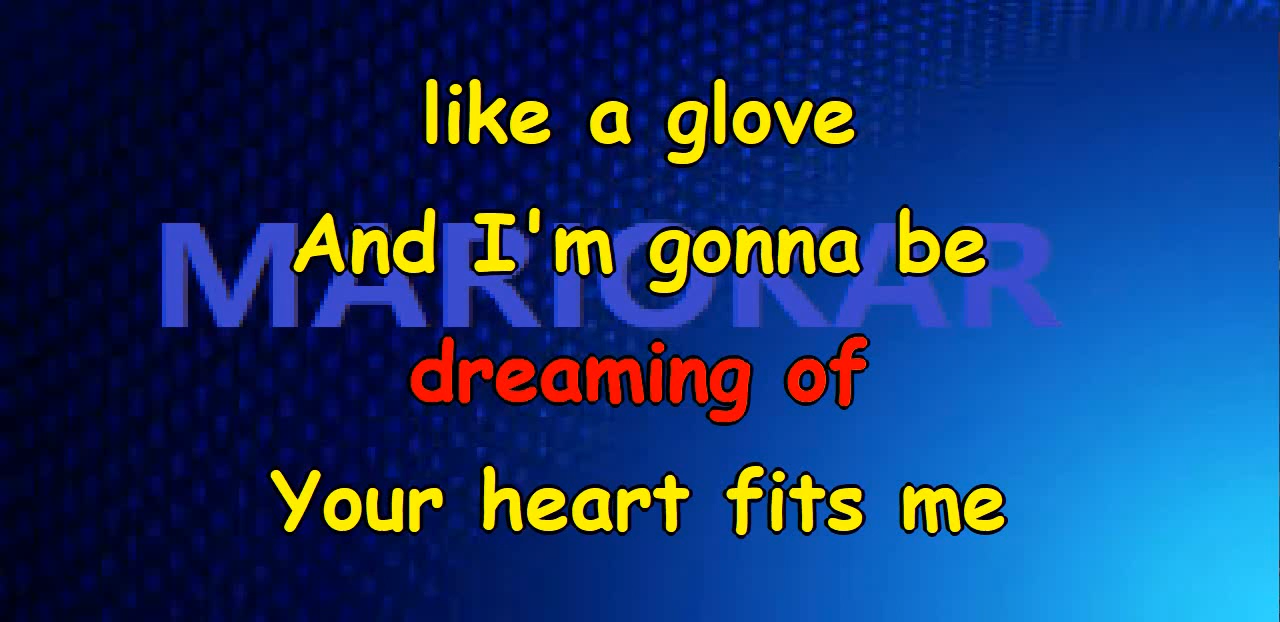 like a glove
And I'm gonna be
MARIOKAR
dreaming of
Your heart fits me